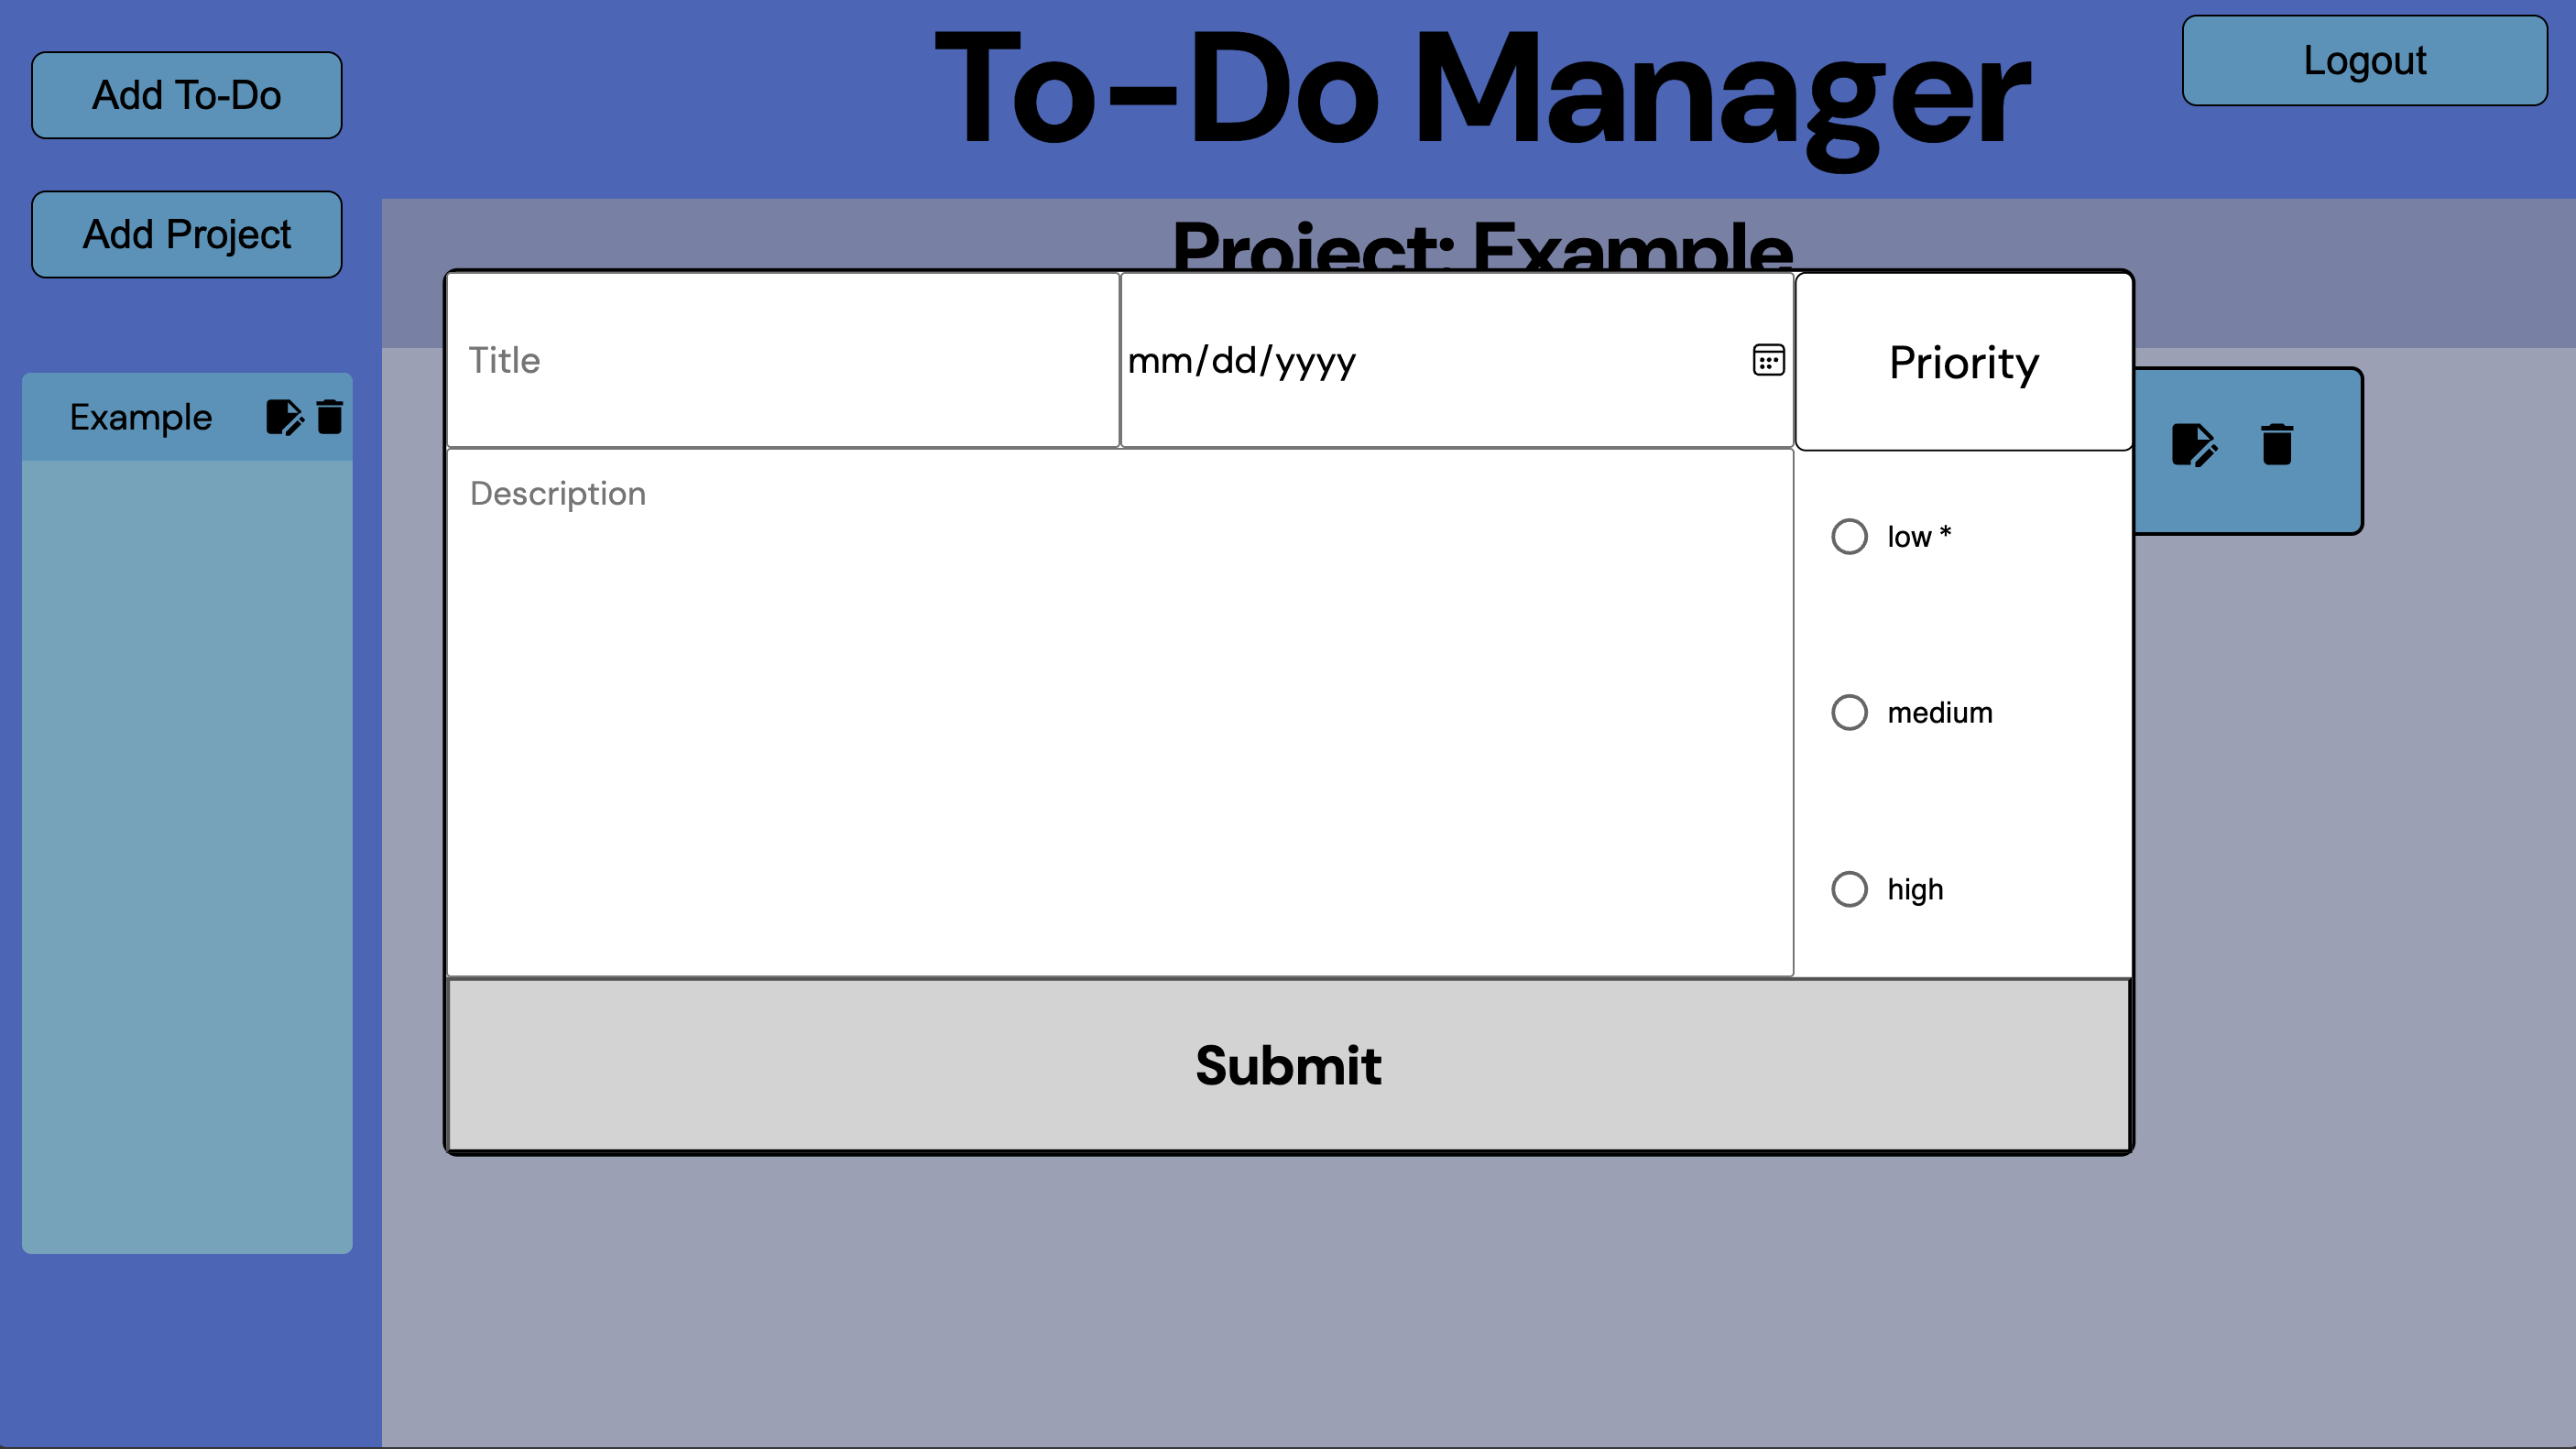 To-Do Manager
Logout
Add To-Do
Add Project
Project: Example
Example
Title
mm/dd/yyyy
Priority
Description
low *
medium
high
Submit